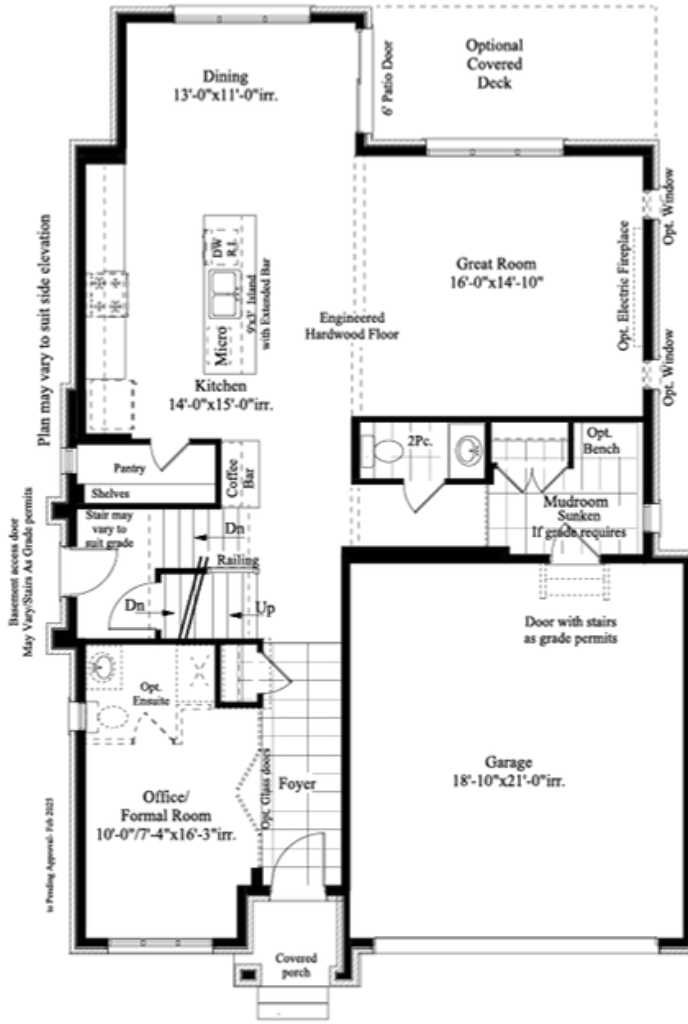 Optional
Covered
Deck
Dining
13'-0"x11'-0"irr.
6' Patio Door
Opt. Window
Plan may vary to suit side elevation
DW
R.I.
9'x3' Island
with Extended Bar
Micro
Great Room
16'-0"x14'-10"
Opt. Electric Fireplace
Engineered
Hardwood Floor
Opt. Window
Kitchen
14'-0"x15'-0"irr.
2Pc.
Opt.
Bench
Pantry
Shelves
Coffee
Bar
Mudroom
Sunken
If grade requires
Stair may
vary to
suit grade
Dn
Railing
Basement access door
May Vary/Stairs As Grade permits
Dn
Up
Door with stairs
as grade permits
Opt.
Ensuite
Opt. Glass doors
Foyer
Garage
18'-10"x21'-0"irr.
Office/
Formal Room
10'-0"/7'-4"x16'-3"irr.
to Pending Approval- Feb 2025
Covered
porch